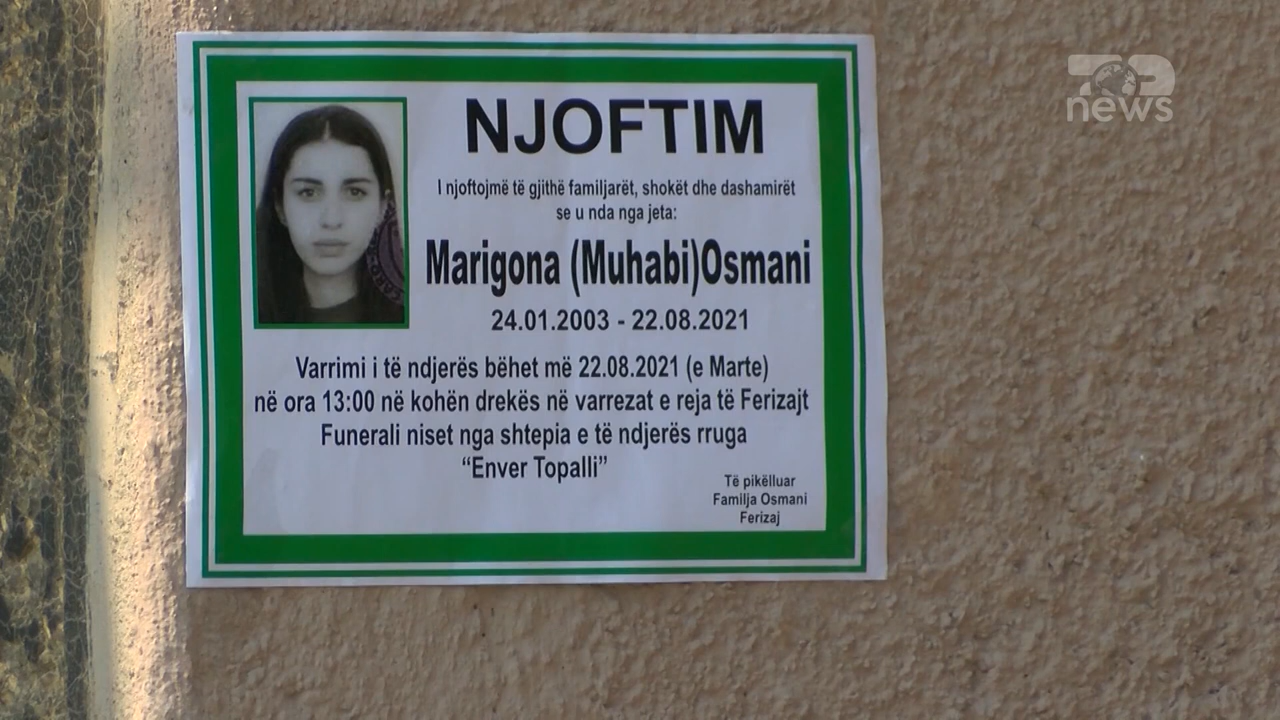 NJOFTIM
I njoftojmë të gjithë familjarët, shokët dhe dashamirët
se u nda nga jeta:
Marigona (Muhabi)Osmani
24.01.2003 - 22.08.2021
Varrimi i të ndjerës bëhet më 22.08.2021 (e Marte)
në ora 13:00 në kohën drekës në varrezat e reja të Ferizajt
Funerali niset nga shtepia e të ndjerës rruga
“Enver Topalli”
Të pikëlluar
Familja Osmani
Ferizaj
news